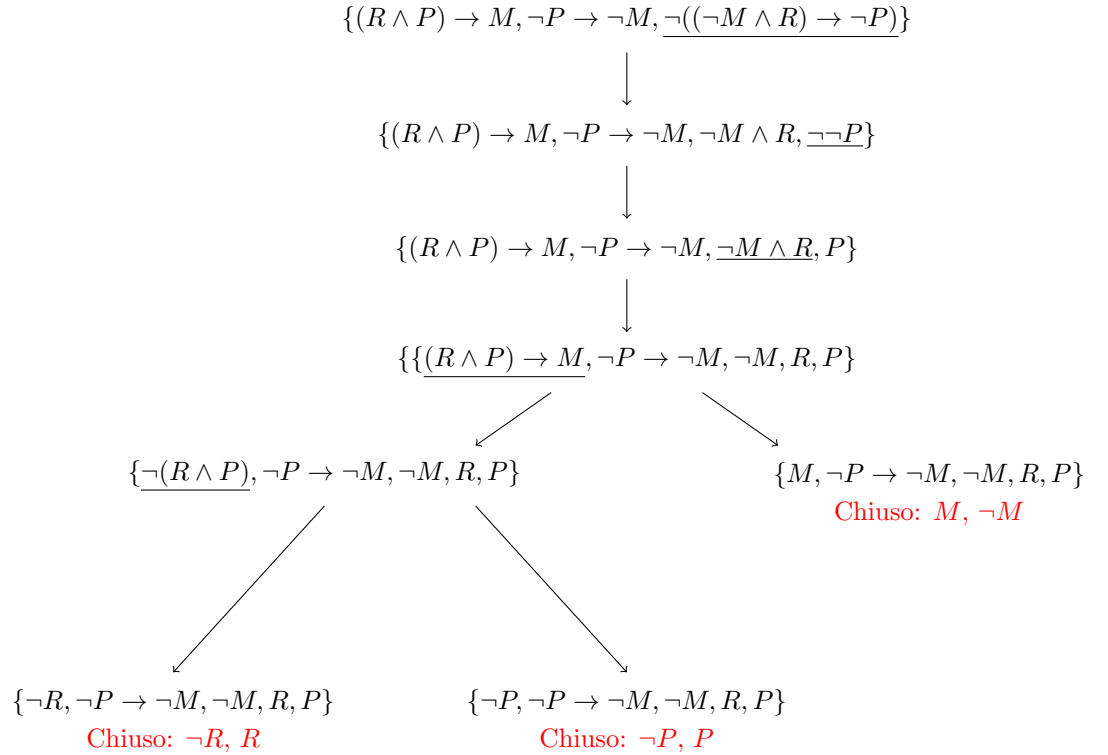 {(R ∧ P) → M, ¬P → ¬M, ¬((¬M ∧ R) → ¬P)}
{(R ∧ P) → M, ¬P → ¬M, ¬M ∧ R, ¬¬P}
{(R ∧ P) → M, ¬P → ¬M, ¬M ∧ R, P}
{{(R ∧ P) → M, ¬P → ¬M, ¬M, R, P}
{¬(R ∧ P), ¬P → ¬M, ¬M, R, P}
{M, ¬P → ¬M, ¬M, R, P}
Chiuso: M, ¬M
{¬R, ¬P → ¬M, ¬M, R, P}
Chiuso: ¬R, R
{¬P, ¬P → ¬M, ¬M, R, P}
Chiuso: ¬P, P